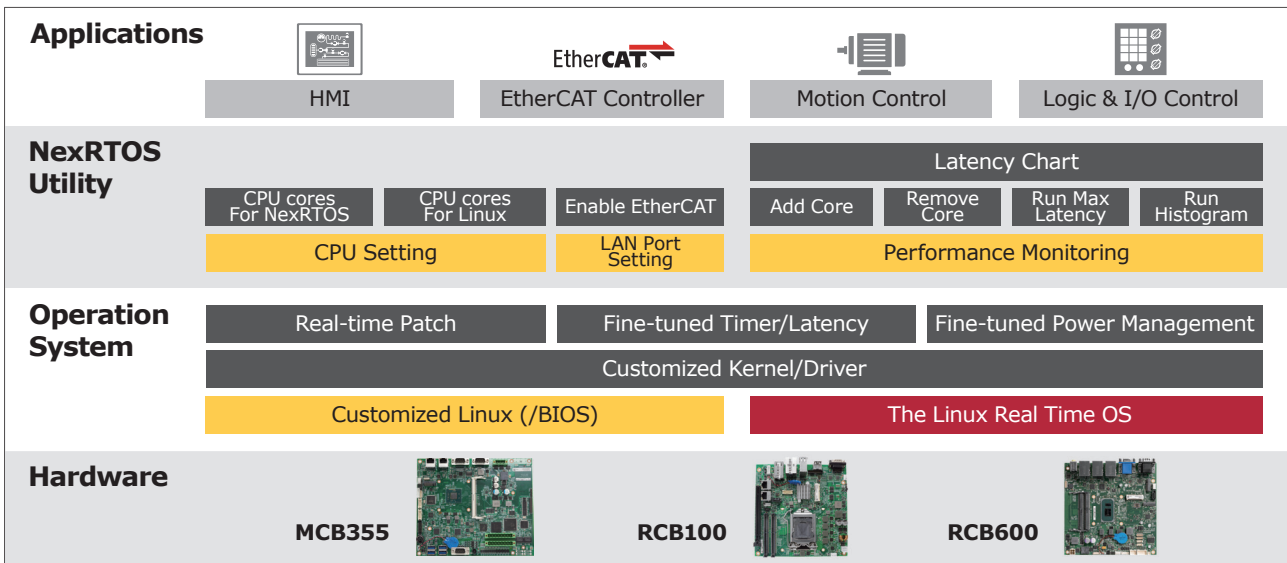 Applications
EtherCAT®
HMI
EtherCAT Controller
Motion Control
Logic & I/O Control
NexRTOS
Utility
Latency Chart
CPU cores
For NexRTOS
CPU cores
For Linux
Enable EtherCAT
Add Core
Remove
Core
Run Max
Latency
Run
Histogram
CPU Setting
LAN Port
Setting
Performance Monitoring
Operation
System
Real-time Patch
Fine-tuned Timer/Latency
Fine-tuned Power Management
Customized Kernel/Driver
Customized Linux (/BIOS)
The Linux Real Time OS
Hardware
MCB355
RCB100
RCB600